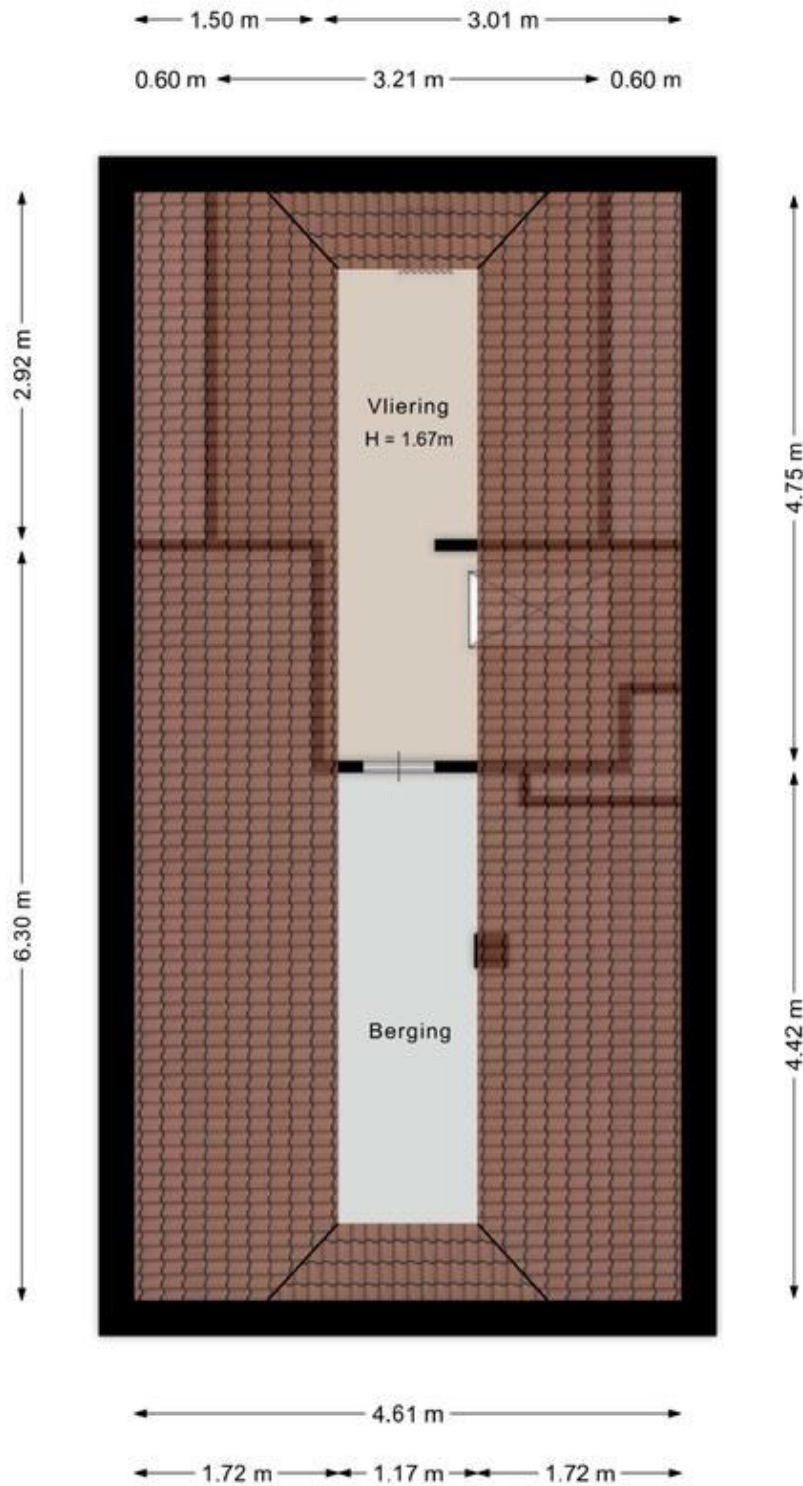 1.50 m 3.01 m
0.60 m 3.21 m 0.60 m
2.92 m
Vliering
H = 1.67m
4.75 m
6.30 m
Berging
4.42 m
4.61 m
1.72 m 1.17 m 1.72 m